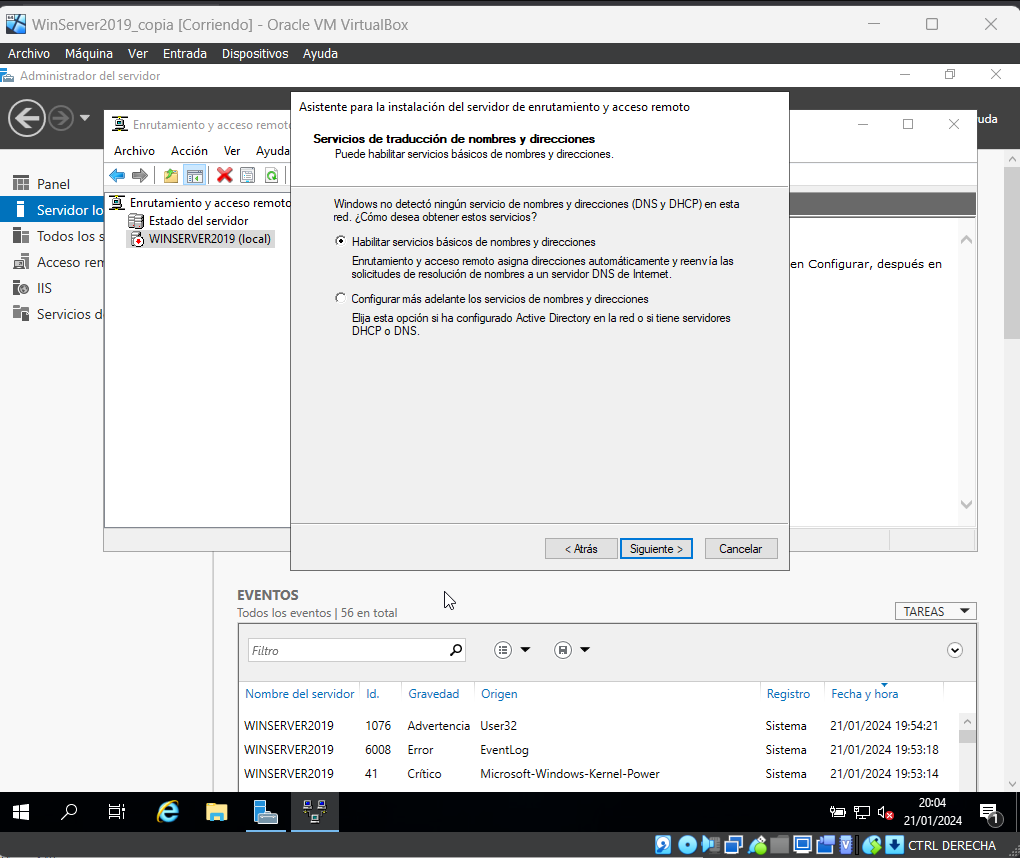 WinServer2019_copia [Corriendo] - Oracle VM VirtualBox
Archivo Máquina Ver Entrada Dispositivos Ayuda
Administrador del servidor
Asistente para la instalación del servidor de enrutamiento y acceso remoto
uda
Enrutamiento y acceso remoto
Servicios de traducción de nombres y direcciones
Puede habilitar servicios básicos de nombres y direcciones.
Archivo Acción Ver Ayuda
Panel
Servidor lo
Todos los s
Acceso rem
IIS
Servicios d
Enrutamiento y acceso remoto
Estado del servidor
WINSERVER2019 (local)
Windows no detectó ningún servicio de nombres y direcciones (DNS y DHCP) en esta
red. ¿Cómo desea obtener estos servicios?
Habilitar servicios básicos de nombres y direcciones
Enrutamiento y acceso remoto asigna direcciones automáticamente y reenvía las
solicitudes de resolución de nombres a un servidor DNS de Internet.
Configurar más adelante los servicios de nombres y direcciones
Elija esta opción si ha configurado Active Directory en la red o si tiene servidores
DHCP o DNS.
en Configurar, después en
< Atrás Siguiente > Cancelar
EVENTOS
Todos los eventos | 56 en total
TAREAS
Filtro
Nombre del servidor Id. Gravedad Origen Registro Fecha y hora
WINSERVER2019 1076 Advertencia User32 Sistema 21/01/2024 19:54:21
WINSERVER2019 6008 Error EventLog Sistema 21/01/2024 19:53:18
WINSERVER2019 41 Crítico Microsoft-Windows-Kernel-Power Sistema 21/01/2024 19:53:14
20:04
21/01/2024
1
CTRL DERECHA